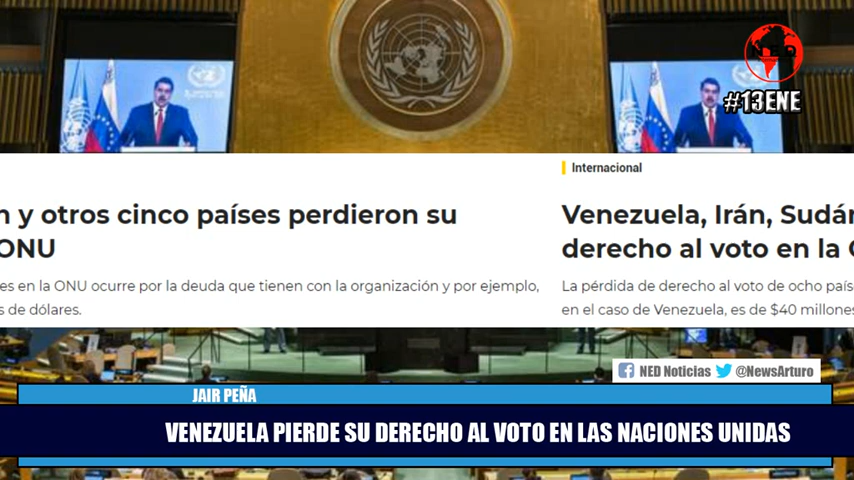 NED
#13ENE
Internacional
n y otros cinco países perdieron su
ONU
es en la ONU ocurre por la deuda que tienen con la organización y por ejemplo,
s de dólares.
Venezuela, Irán, Sudán
derecho al voto en la O
La pérdida de derecho al voto de ocho paíse
en el caso de Venezuela, es de $40 millones
NED Noticias @NewsArturo
JAIR PEÑA
VENEZUELA PIERDE SU DERECHO AL VOTO EN LAS NACIONES UNIDAS